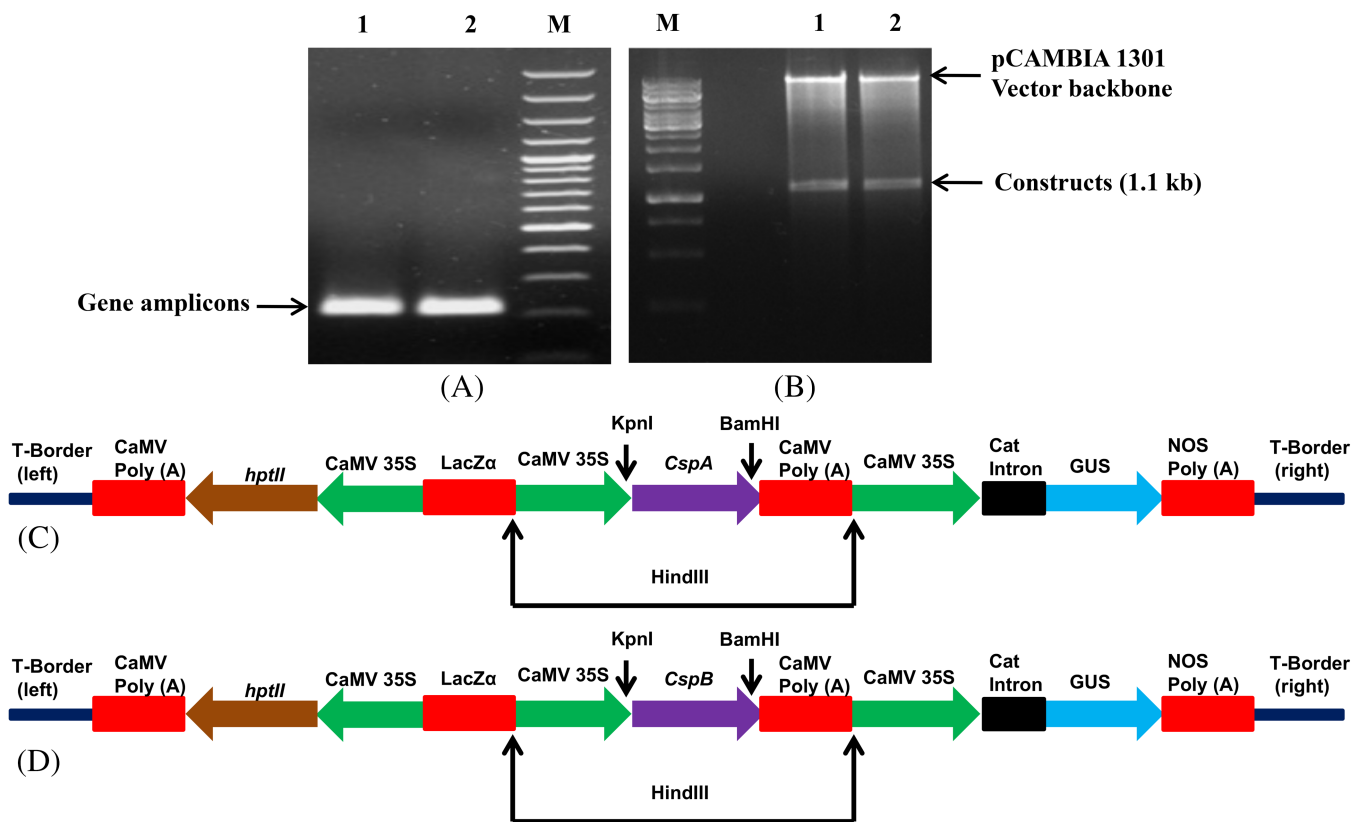 1 2 M
M 1 2
pCAMBIA 1301
Vector backbone
Constructs (1.1 kb)
Gene amplicons
(A)
(B)
KpnI
BamHI
T-Border
(left)
CaMV
Poly (A)
hptII
CaMV 35S
LacZα
CaMV 35S
CspA
CaMV
Poly (A)
CaMV 35S
Cat
Intron
GUS
NOS
Poly (A)
T-Border
(right)
(C)
HindIII
KpnI
BamHI
T-Border
(left)
CaMV
Poly (A)
hptII
CaMV 35S
LacZα
CaMV 35S
CspB
CaMV
Poly (A)
CaMV 35S
Cat
Intron
GUS
NOS
Poly (A)
T-Border
(right)
(D)
HindIII